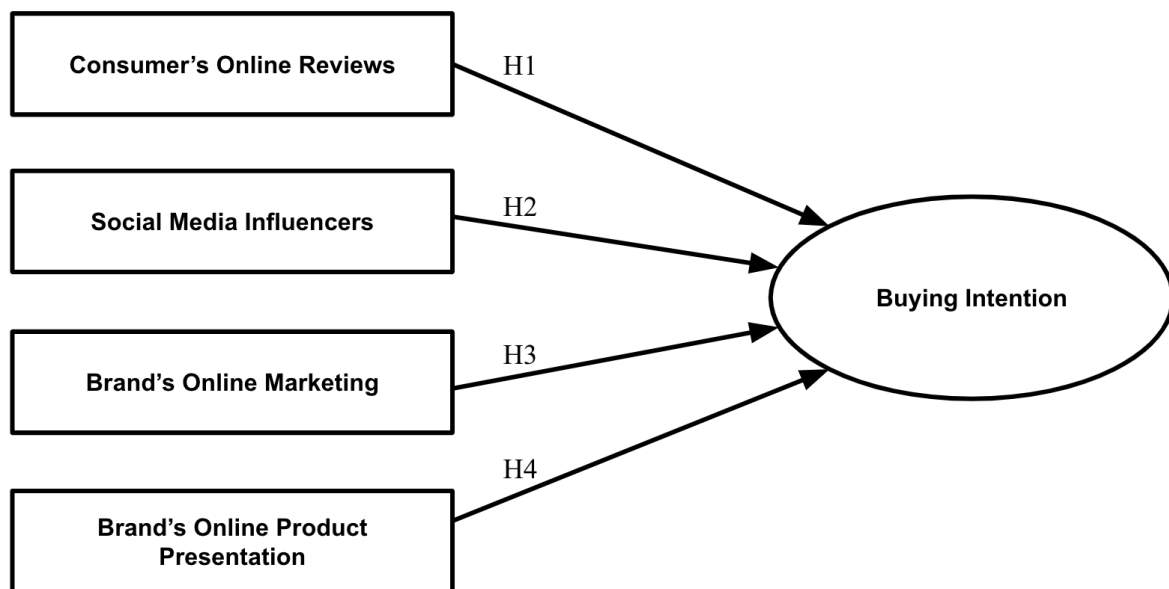 Consumer’s Online Reviews
H1
Social Media Influencers
H2
Buying Intention
Brand’s Online Marketing
H3
Brand’s Online Product
Presentation
H4